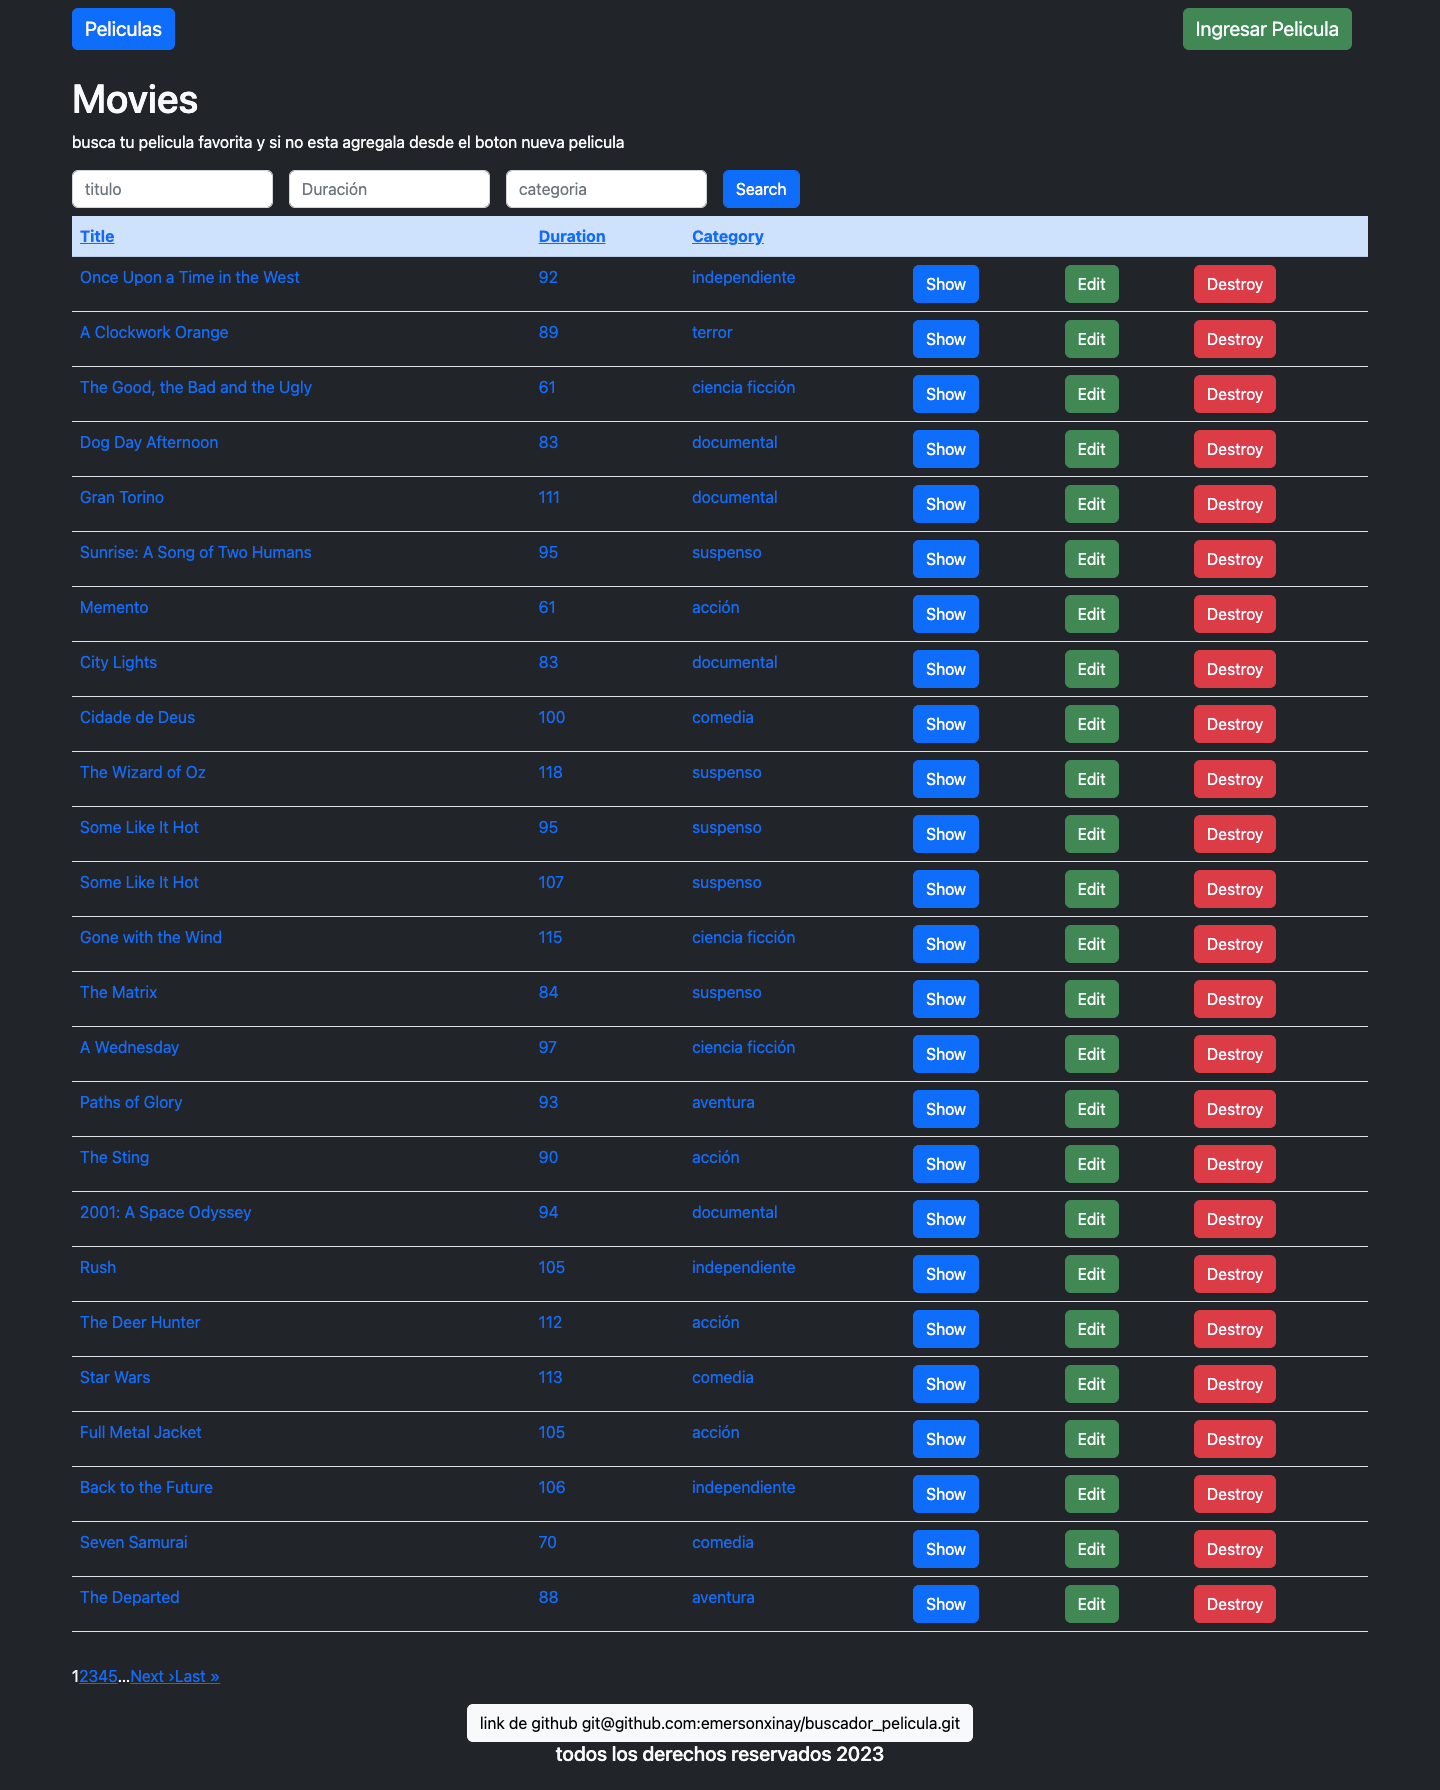 Peliculas Ingresar Pelicula
Movies
busca tu pelicula favorita y si no esta agregala desde el boton nueva pelicula
titulo Duración categoria Search
Title Duration Category
Once Upon a Time in the West 92 independiente Show Edit Destroy
A Clockwork Orange 89 terror Show Edit Destroy
The Good, the Bad and the Ugly 61 ciencia ficción Show Edit Destroy
Dog Day Afternoon 83 documental Show Edit Destroy
Gran Torino 111 documental Show Edit Destroy
Sunrise: A Song of Two Humans 95 suspenso Show Edit Destroy
Memento 61 acción Show Edit Destroy
City Lights 83 documental Show Edit Destroy
Cidade de Deus 100 comedia Show Edit Destroy
The Wizard of Oz 118 suspenso Show Edit Destroy
Some Like It Hot 95 suspenso Show Edit Destroy
Some Like It Hot 107 suspenso Show Edit Destroy
Gone with the Wind 115 ciencia ficción Show Edit Destroy
The Matrix 84 suspenso Show Edit Destroy
A Wednesday 97 ciencia ficción Show Edit Destroy
Paths of Glory 93 aventura Show Edit Destroy
The Sting 90 acción Show Edit Destroy
2001: A Space Odyssey 94 documental Show Edit Destroy
Rush 105 independiente Show Edit Destroy
The Deer Hunter 112 acción Show Edit Destroy
Star Wars 113 comedia Show Edit Destroy
Full Metal Jacket 105 acción Show Edit Destroy
Back to the Future 106 independiente Show Edit Destroy
Seven Samurai 70 comedia Show Edit Destroy
The Departed 88 aventura Show Edit Destroy
12345…Next ›Last »
link de github git@github.com:emersonxinay/buscador_pelicula.git
todos los derechos reservados 2023